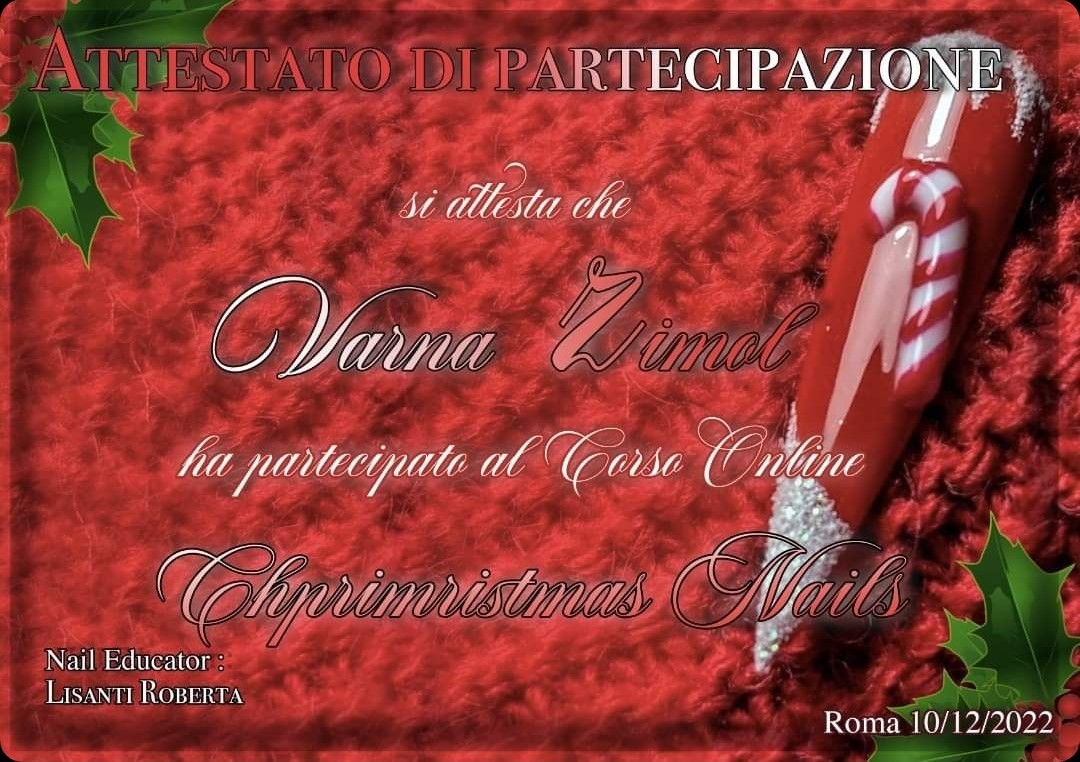 Attestato di partecipazione
si attesta che
Varna Zimol
ha partecipato al Corso Online
Chprimristmas Nails
Nail Educator :
Lisanti Roberta
Roma 10/12/2022